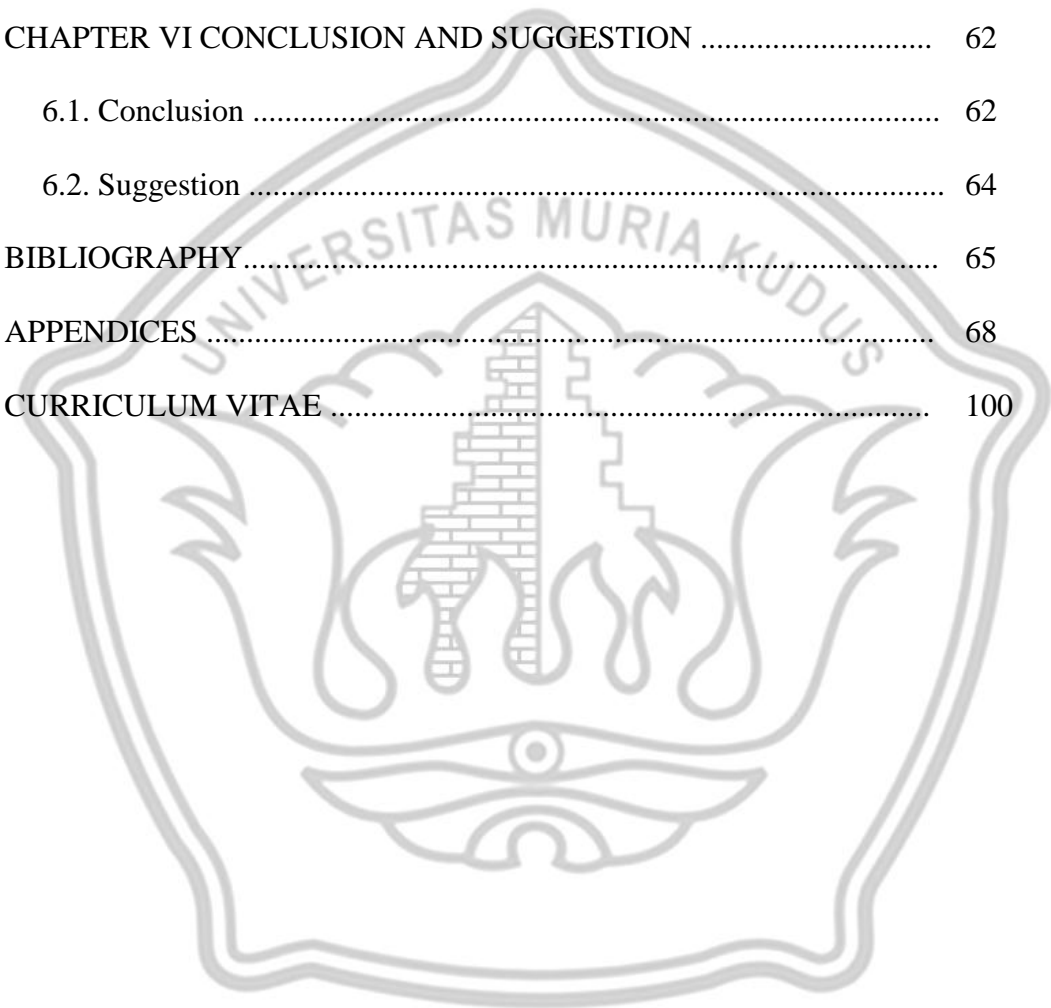 CHAPTER VI CONCLUSION AND SUGGESTION ............................ 62
6.1. Conclusion .................................................................................... 62
6.2. Suggestion ..................................................................................... 64
UNIVERSITAS MURIA KUDUS
BIBLIOGRAPHY..................................................................................... 65
APPENDICES ......................................................................................... 68
CURRICULUM VITAE ......................................................................... 100